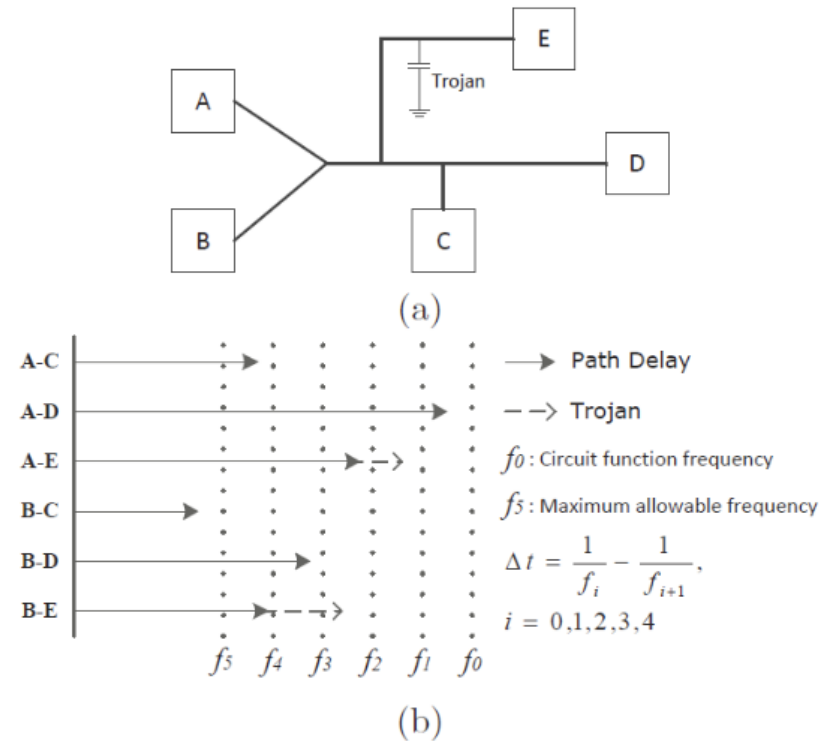 E
Trojan
A
D
B
C
(a)
A-C
A-D
A-E
B-C
B-D
B-E
Path Delay
Trojan
f0 : Circuit function frequency
f5 : Maximum allowable frequency
Δt = 1/fi − 1/fi+1,
i = 0,1,2,3,4
f5 f4 f3 f2 f1 f0
(b)